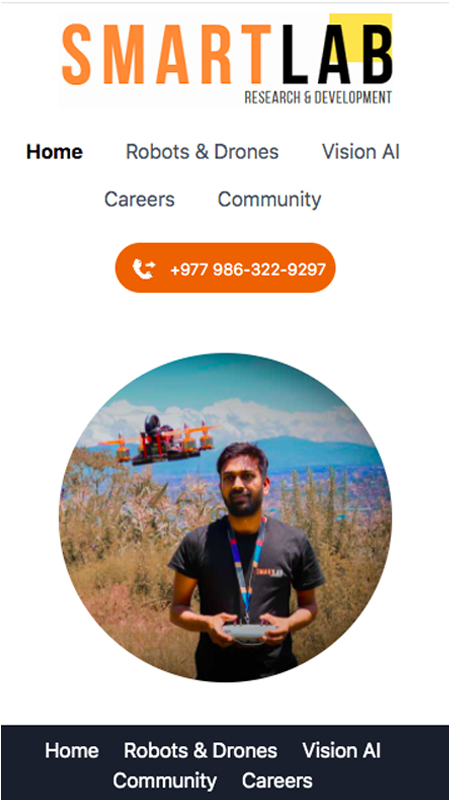 SMARTLAB
RESEARCH & DEVELOPMENT
Home Robots & Drones Vision AI
Careers Community
+977 986-322-9297
SMARTLAB
Home Robots & Drones Vision AI
Community Careers